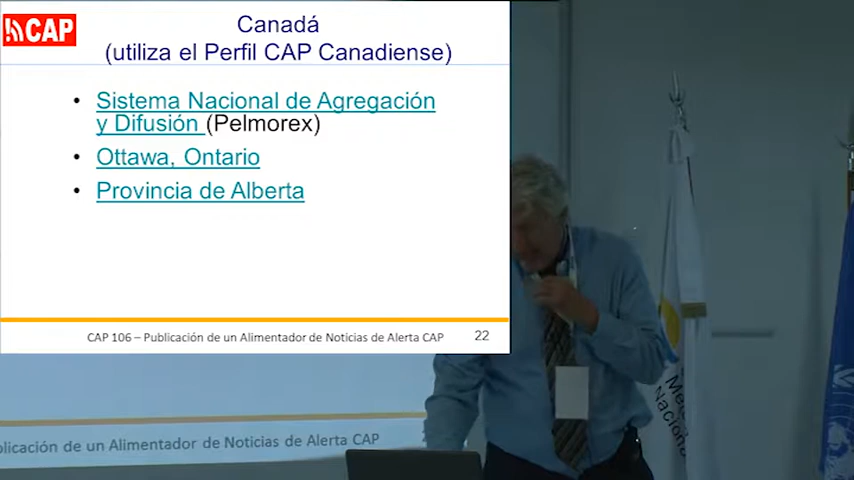 CAP
Canadá
(utiliza el Perfil CAP Canadiense)
• Sistema Nacional de Agregación
y Difusión (Pelmorex)
• Ottawa, Ontario
• Provincia de Alberta
CAP 106 – Publicación de un Alimentador de Noticias de Alerta CAP 22
blicación de un Alimentador de Noticias de Alerta CAP
Nacional